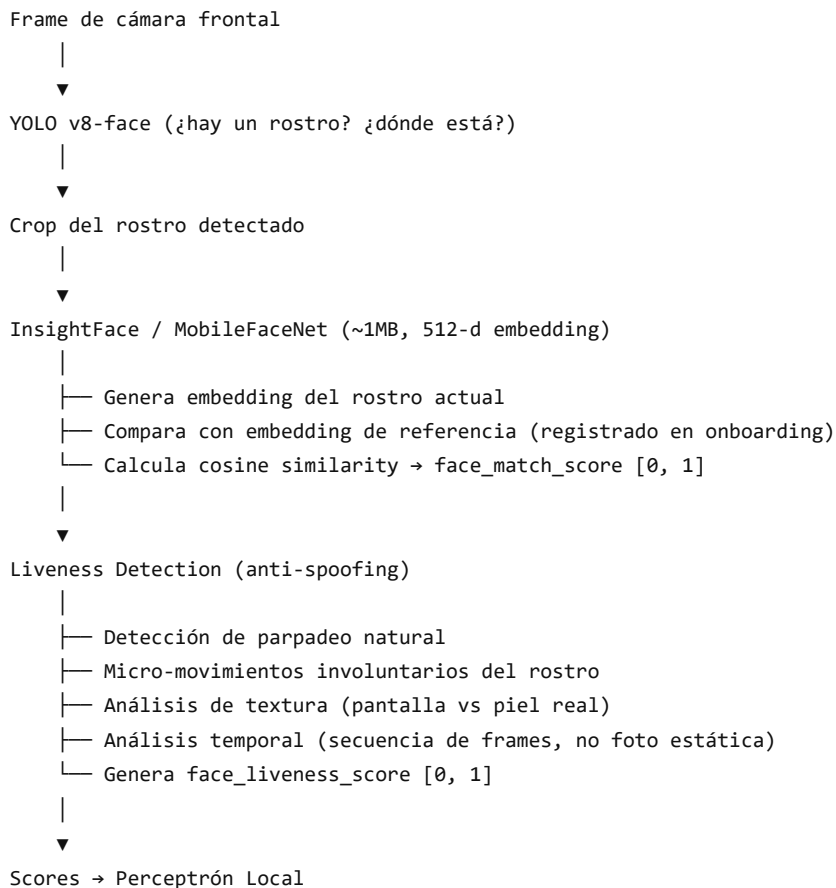 Frame de cámara frontal
│
▼
YOLO v8-face (¿hay un rostro? ¿dónde está?)
│
▼
Crop del rostro detectado
│
▼
InsightFace / MobileFaceNet (~1MB, 512-d embedding)
│
├── Genera embedding del rostro actual
├── Compara con embedding de referencia (registrado en onboarding)
└── Calcula cosine similarity → face_match_score [0, 1]
│
▼
Liveness Detection (anti-spoofing)
│
├── Detección de parpadeo natural
├── Micro-movimientos involuntarios del rostro
├── Análisis de textura (pantalla vs piel real)
├── Análisis temporal (secuencia de frames, no foto estática)
└── Genera face_liveness_score [0, 1]
│
▼
Scores → Perceptrón Local